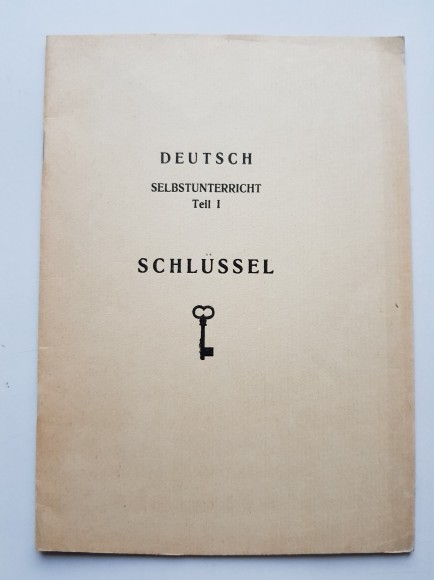 DEUTSCH
SELBSTUNTERRICHT
Teil I
SCHLÜSSEL